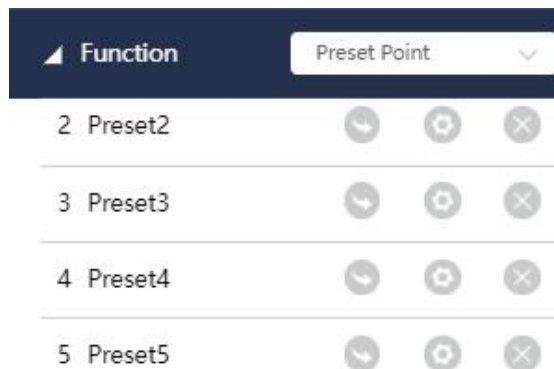 Function Preset Point
2 Preset2
3 Preset3
4 Preset4
5 Preset5